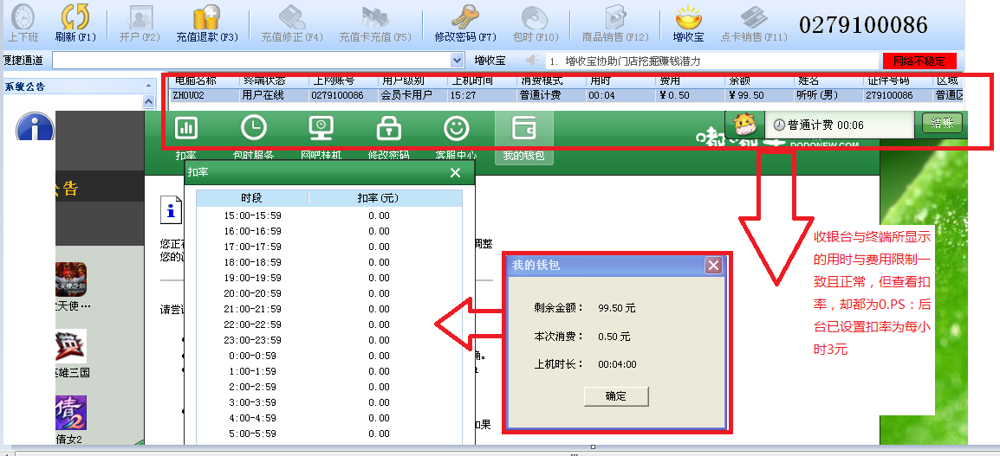 上下班 刷新(F1) 开户(F2) 充值退款(F3) 充值修正(F4) 充值卡充值(F5) 修改密码(F7) 包时(F10) 商品销售(F12) 增收宝 点卡销售(F11) 0279100086
便捷通道 增收宝 1. 增收宝协助门店挖掘赚钱潜力 网络不稳定
系统公告
电脑名称 终端状态 上网账号 用户级别 上机时间 消费模式 用时 费用 余额 姓名 证件号码 区域
ZHOU02 用户在线 0279100086 会员卡用户 15:27 普通计费 00:04 ￥0.50 ￥99.50 听听(男) 279100086 普通区
普通计费 00:06 结账
DODONEW.COM
扣率 包时服务 网吧挂机 修改密码 客服中心 我的钱包
公告
扣率
时段 扣率(元)
15:00-15:59 0.00
16:00-16:59 0.00
17:00-17:59 0.00
18:00-18:59 0.00
19:00-19:59 0.00
20:00-20:59 0.00
21:00-21:59 0.00
22:00-22:59 0.00
23:00-23:59 0.00
0:00-0:59 0.00
1:00-1:59 0.00
2:00-2:59 0.00
3:00-3:59 0.00
4:00-4:59 0.00
5:00-5:59 0.00
您正在
调整
您的
请尝
确。
如果
大天使…
英雄三国
倩
倩女2
我的钱包
剩余金额： 99.50 元
本次消费： 0.50 元
上机时长： 00:04:00
确定
收银台与终端所显示
的用时与费用限制一
致且正常，但查看扣
率，却都为0.PS：后
台已设置扣率为每小
时3元